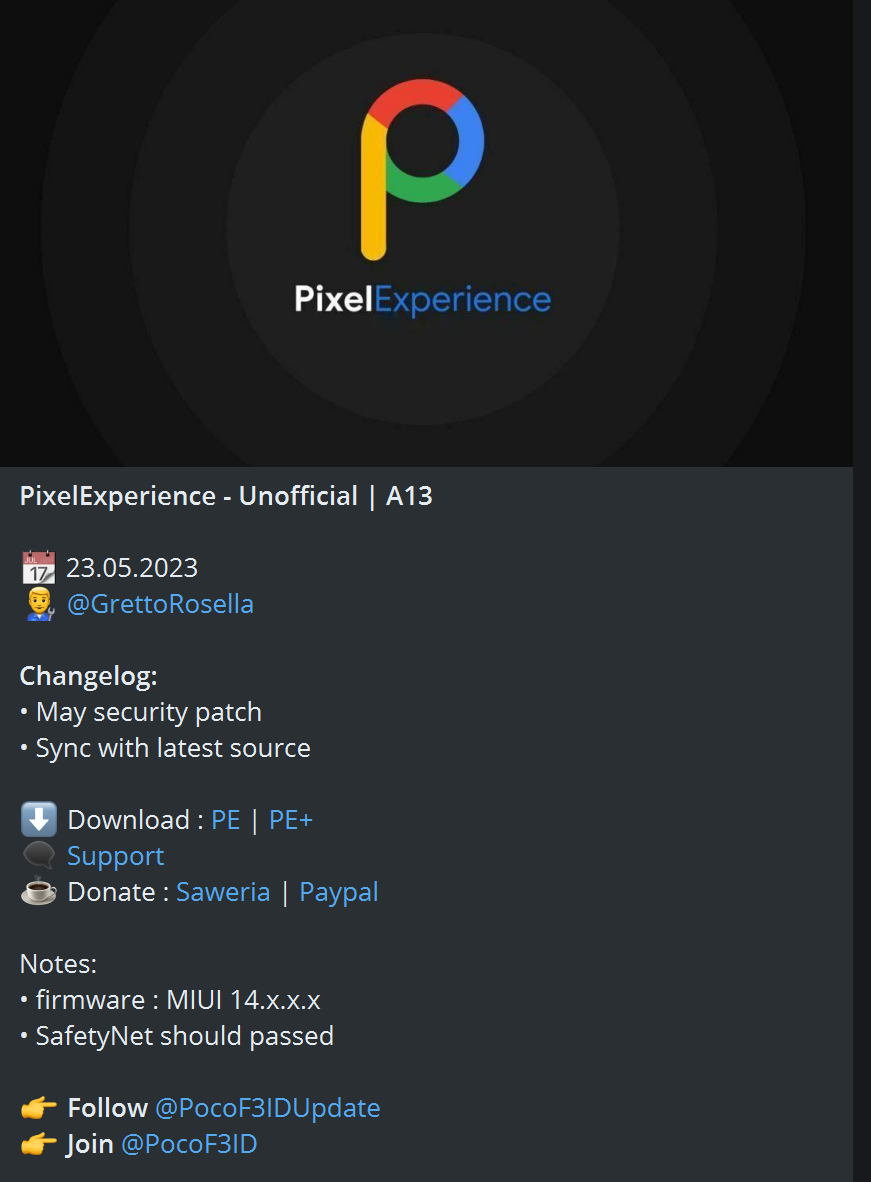 PixelExperience
PixelExperience - Unofficial | A13
JUL 17 23.05.2023
@GrettoRosella
Changelog:
• May security patch
• Sync with latest source
Download : PE | PE+
Support
Donate : Saweria | Paypal
Notes:
• firmware : MIUI 14.x.x.x
• SafetyNet should passed
Follow @PocoF3IDUpdate
Join @PocoF3ID